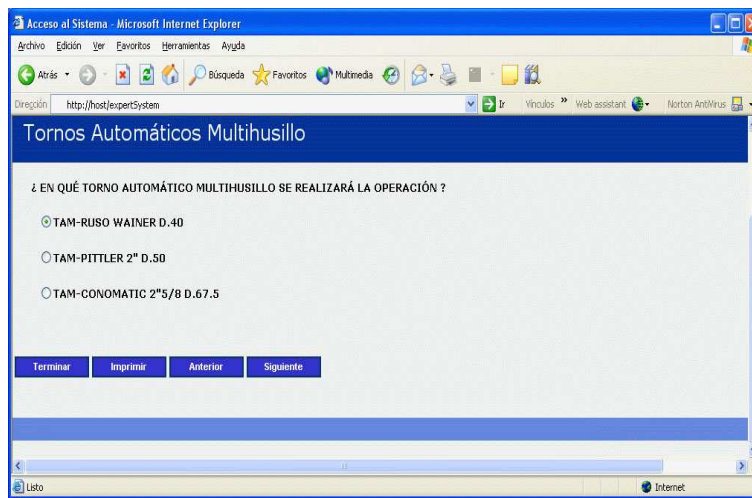 Acceso al Sistema - Microsoft Internet Explorer
Archivo Edición Ver Favoritos Herramientas Ayuda
Atrás Búsqueda Favoritos Multimedia
Dirección http://host/expertSystem Ir Vínculos » Web assistant Norton AntiVirus
Tornos Automáticos Multihusillo
¿ EN QUÉ TORNO AUTOMÁTICO MULTIHUSILLO SE REALIZARÁ LA OPERACIÓN ?
TAM-RUSO WAINER D.40
TAM-PITTLER 2" D.50
TAM-CONOMATIC 2"5/8 D.67.5
Terminar Imprimir Anterior Siguiente
Listo Internet